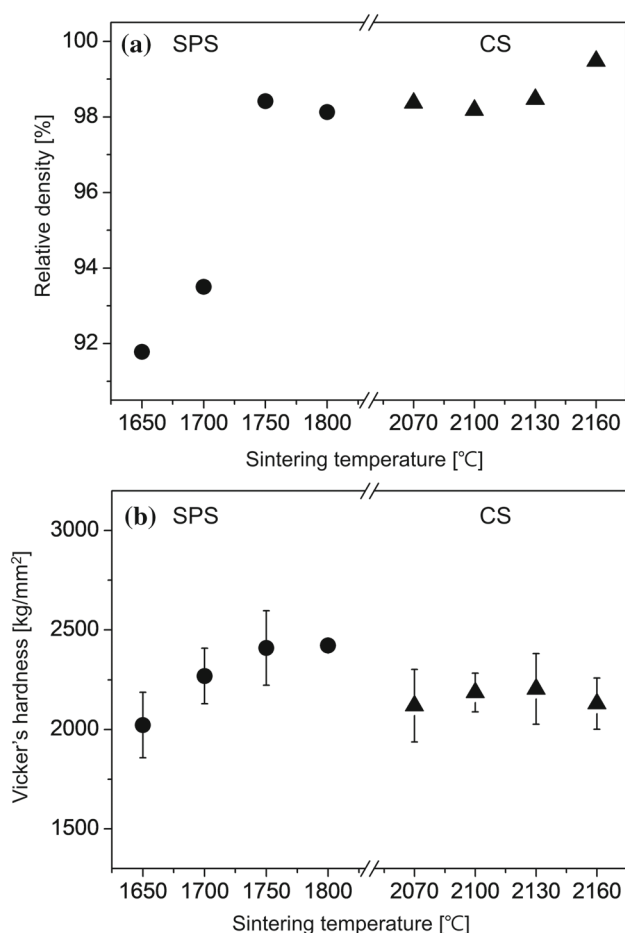 (a) SPS CS
100
98
96
94
92
Relative density [%]
1650 1700 1750 1800 2070 2100 2130 2160
Sintering temperature [℃]
(b) SPS CS
3000
2500
2000
1500
Vicker's hardness [kg/mm²]
1650 1700 1750 1800 2070 2100 2130 2160
Sintering temperature [℃]